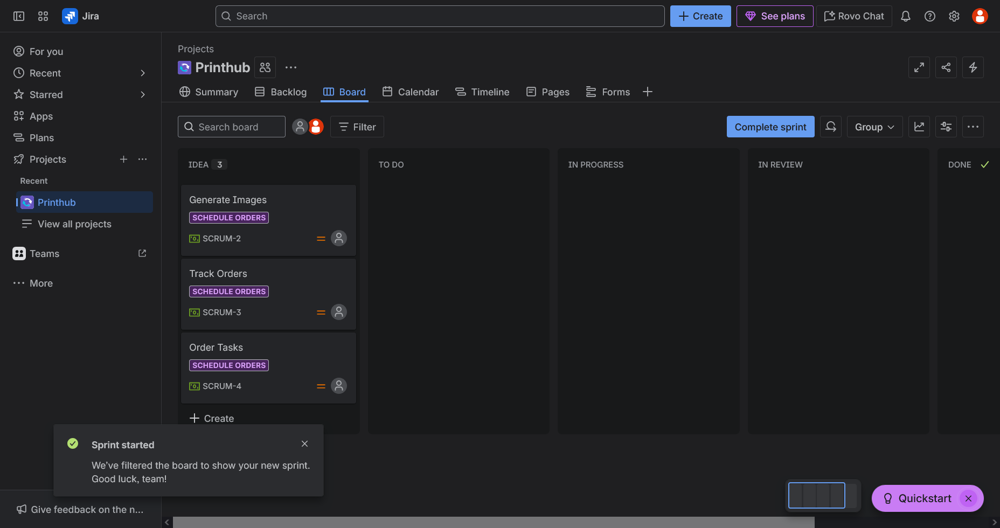 Jira
Search
Create
See plans
Rovo Chat
For you
Recent
Starred
Apps
Plans
Projects
Recent
Printhub
View all projects
Teams
More
Give feedback on the n...
Projects
Printhub
Summary
Backlog
Board
Calendar
Timeline
Pages
Forms
Search board
Filter
Complete sprint
Group
IDEA 3
Generate Images
SCHEDULE ORDERS
SCRUM-2
Track Orders
SCHEDULE ORDERS
SCRUM-3
Order Tasks
SCHEDULE ORDERS
SCRUM-4
Create
TO DO
IN PROGRESS
IN REVIEW
DONE
Sprint started
We've filtered the board to show your new sprint.
Good luck, team!
Quickstart